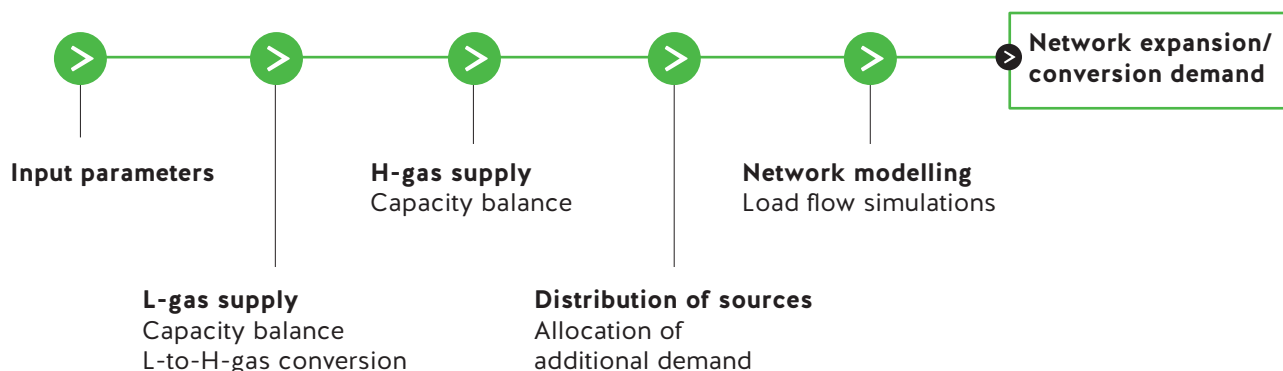 Input parameters
L-gas supply
Capacity balance
L-to-H-gas conversion
H-gas supply
Capacity balance
Distribution of sources
Allocation of
additional demand
Network modelling
Load flow simulations
Network expansion/
conversion demand